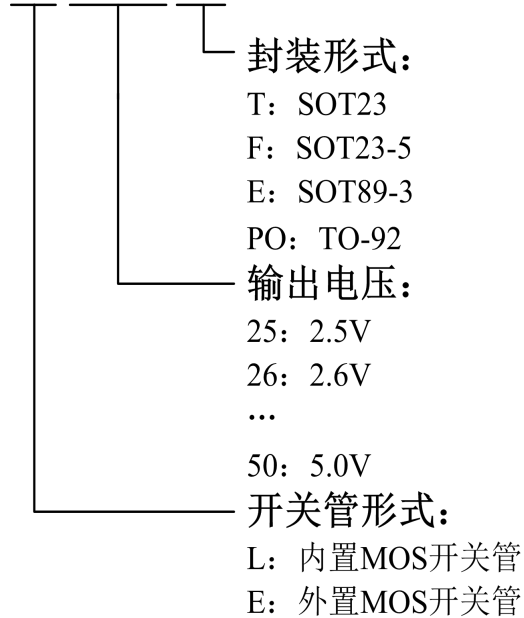 封装形式：
T：SOT23
F：SOT23-5
E：SOT89-3
PO：TO-92
输出电压：
25：2.5V
26：2.6V
…
50：5.0V
开关管形式：
L：内置MOS开关管
E：外置MOS开关管